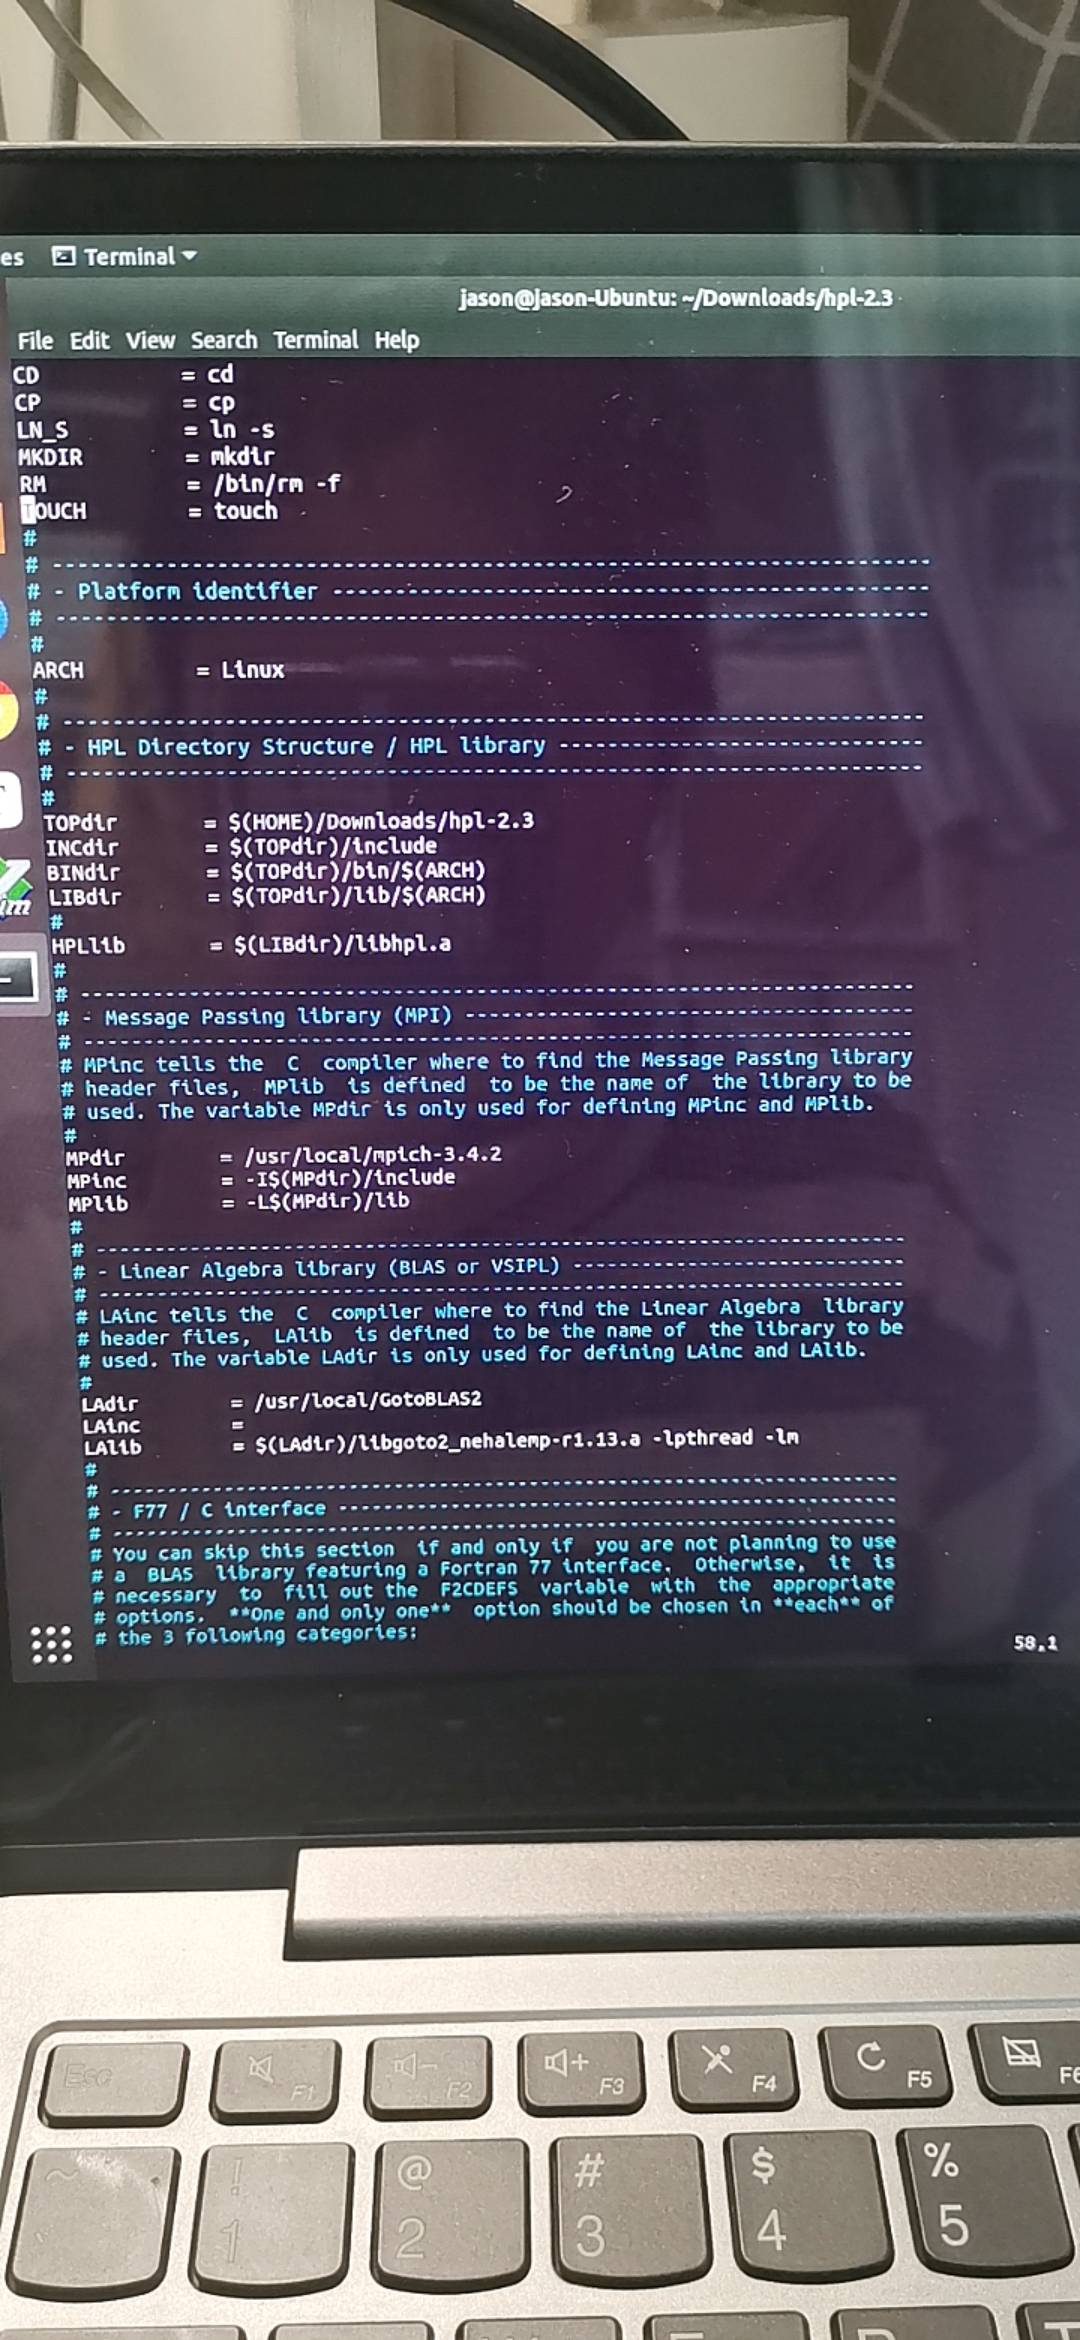 es Terminal
jason@jason-Ubuntu: ~/Downloads/hpl-2.3
File Edit View Search Terminal Help
CD = cd
CP = cp
LN_S = ln -s
MKDIR = mkdir
RM = /bin/rm -f
TOUCH = touch
#
# ----------------------------------------------------------------------
# - Platform identifier ------------------------------------------------
# ----------------------------------------------------------------------
#
ARCH = Linux
#
# ----------------------------------------------------------------------
# - HPL Directory Structure / HPL library ------------------------------
# ----------------------------------------------------------------------
#
TOPdir = $(HOME)/Downloads/hpl-2.3
INCdir = $(TOPdir)/include
BINdir = $(TOPdir)/bin/$(ARCH)
LIBdir = $(TOPdir)/lib/$(ARCH)
#
HPLlib = $(LIBdir)/libhpl.a
#
# ----------------------------------------------------------------------
# - Message Passing library (MPI) --------------------------------------
# ----------------------------------------------------------------------
# MPinc tells the C compiler where to find the Message Passing library
# header files, MPlib is defined to be the name of the library to be
# used. The variable MPdir is only used for defining MPinc and MPlib.
#
MPdir = /usr/local/mpich-3.4.2
MPinc = -I$(MPdir)/include
MPlib = -L$(MPdir)/lib
#
# ----------------------------------------------------------------------
# - Linear Algebra library (BLAS or VSIPL) -----------------------------
# ----------------------------------------------------------------------
# LAinc tells the C compiler where to find the Linear Algebra library
# header files, LAlib is defined to be the name of the library to be
# used. The variable LAdir is only used for defining LAinc and LAlib.
#
LAdir = /usr/local/GotoBLAS2
LAinc =
LAlib = $(LAdir)/libgoto2_nehalemp-r1.13.a -lpthread -lm
#
# ----------------------------------------------------------------------
# - F77 / C interface --------------------------------------------------
# ----------------------------------------------------------------------
# You can skip this section if and only if you are not planning to use
# a BLAS library featuring a Fortran 77 interface. Otherwise, it is
# necessary to fill out the F2CDEFS variable with the appropriate
# options. **One and only one** option should be chosen in **each** of
# the 3 following categories:
58,1
Esc F1 F2 F3 F4 F5 F6
~ ! @ # $ %
1 2 3 4 5